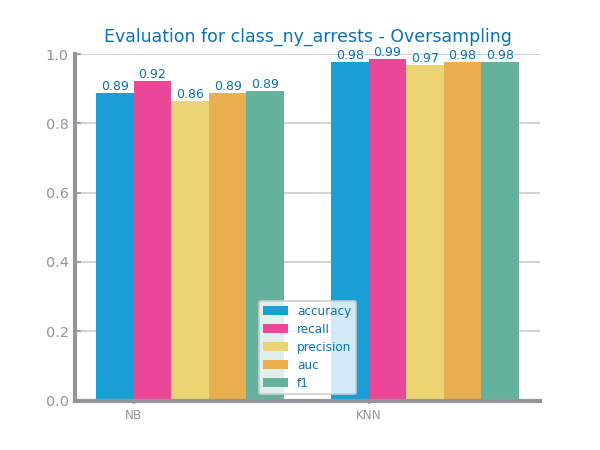 Evaluation for class_ny_arrests - Oversampling
1.0
0.8
0.6
0.4
0.2
0.0
0.89
0.92
0.86
0.89
0.89
0.98
0.99
0.97
0.98
0.98
accuracy
recall
precision
auc
f1
NB
KNN